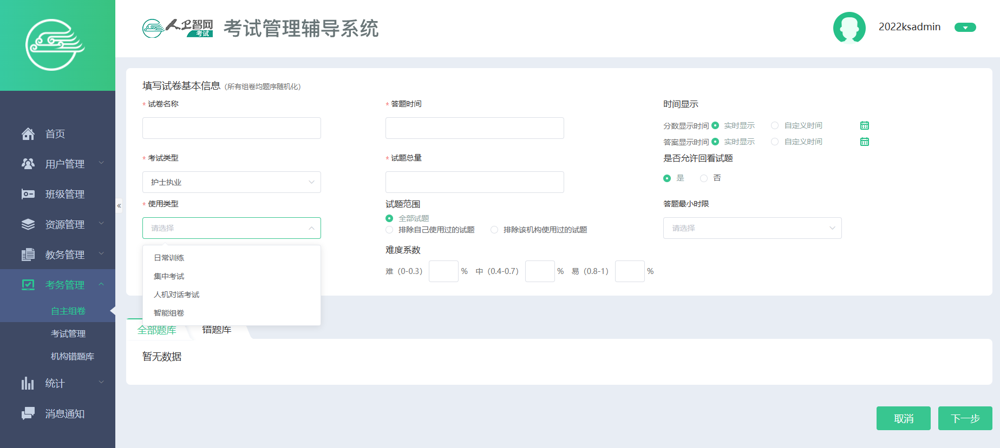 人卫智网
考试
考试管理辅导系统
2022ksadmin
首页
用户管理
班级管理
资源管理
教务管理
考务管理
自主组卷
考试管理
机构错题库
统计
消息通知
«
填写试卷基本信息（所有组卷均题序随机化）
* 试卷名称
* 答题时间
时间显示
分数显示时间 实时显示 自定义时间
答案显示时间 实时显示 自定义时间
* 考试类型
* 试题总量
是否允许回看试题
护士执业
是 否
* 使用类型
试题范围
答题最小时限
请选择
全部试题
排除自己使用过的试题 排除该机构使用过的试题
请选择
日常训练
集中考试
人机对话考试
智能组卷
难度系数
难（0-0.3） % 中（0.4-0.7） % 易（0.8-1） %
全部题库 错题库
暂无数据
取消 下一步